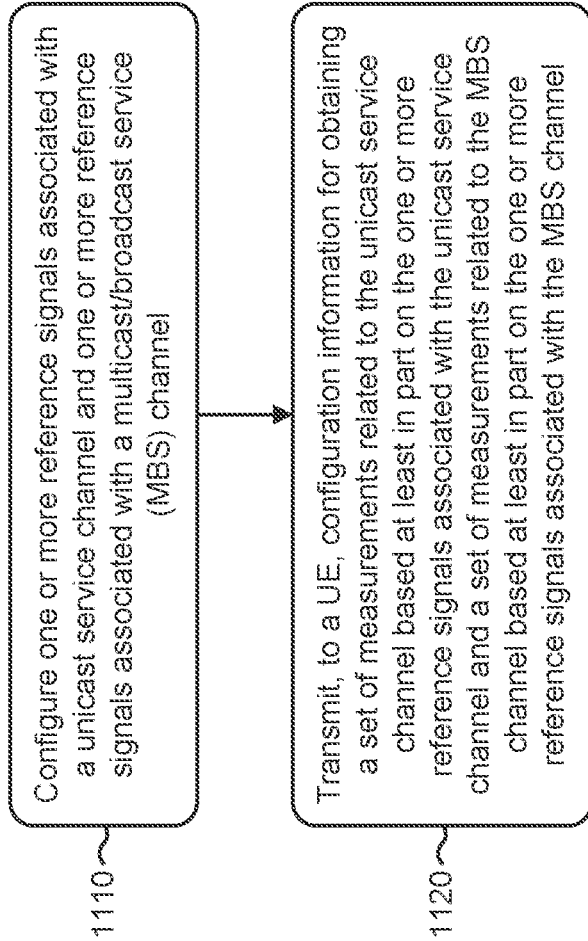 1110
Configure one or more reference signals associated with
a unicast service channel and one or more reference
signals associated with a multicast/broadcast service
(MBS) channel
1120
Transmit, to a UE, configuration information for obtaining
a set of measurements related to the unicast service
channel based at least in part on the one or more
reference signals associated with the unicast service
channel and a set of measurements related to the MBS
channel based at least in part on the one or more
reference signals associated with the MBS channel